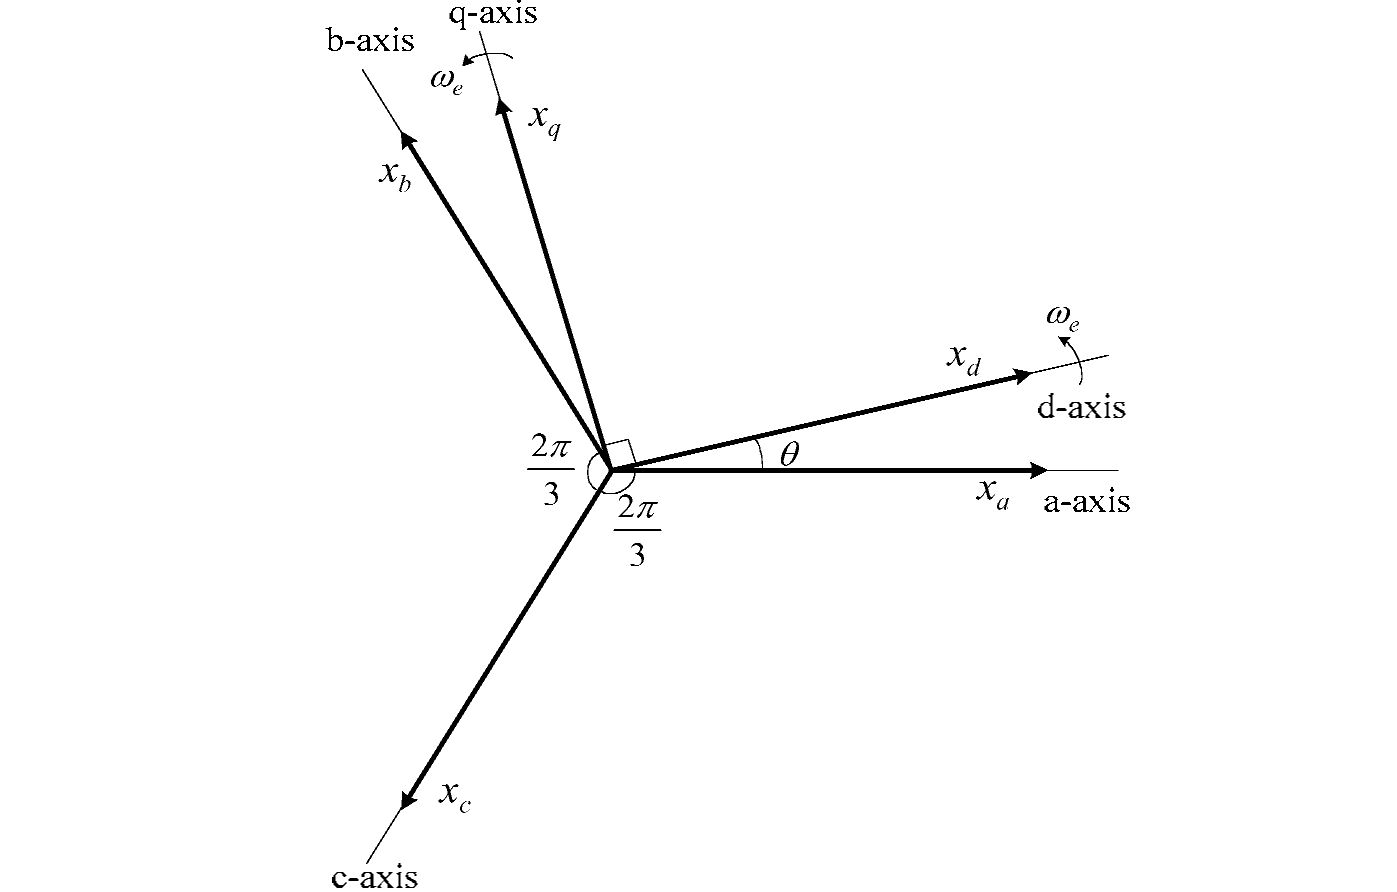 q-axis
b-axis
ω_e
x_q
x_b
ω_e
x_d
d-axis
2π/3
θ
x_a
a-axis
2π/3
x_c
c-axis